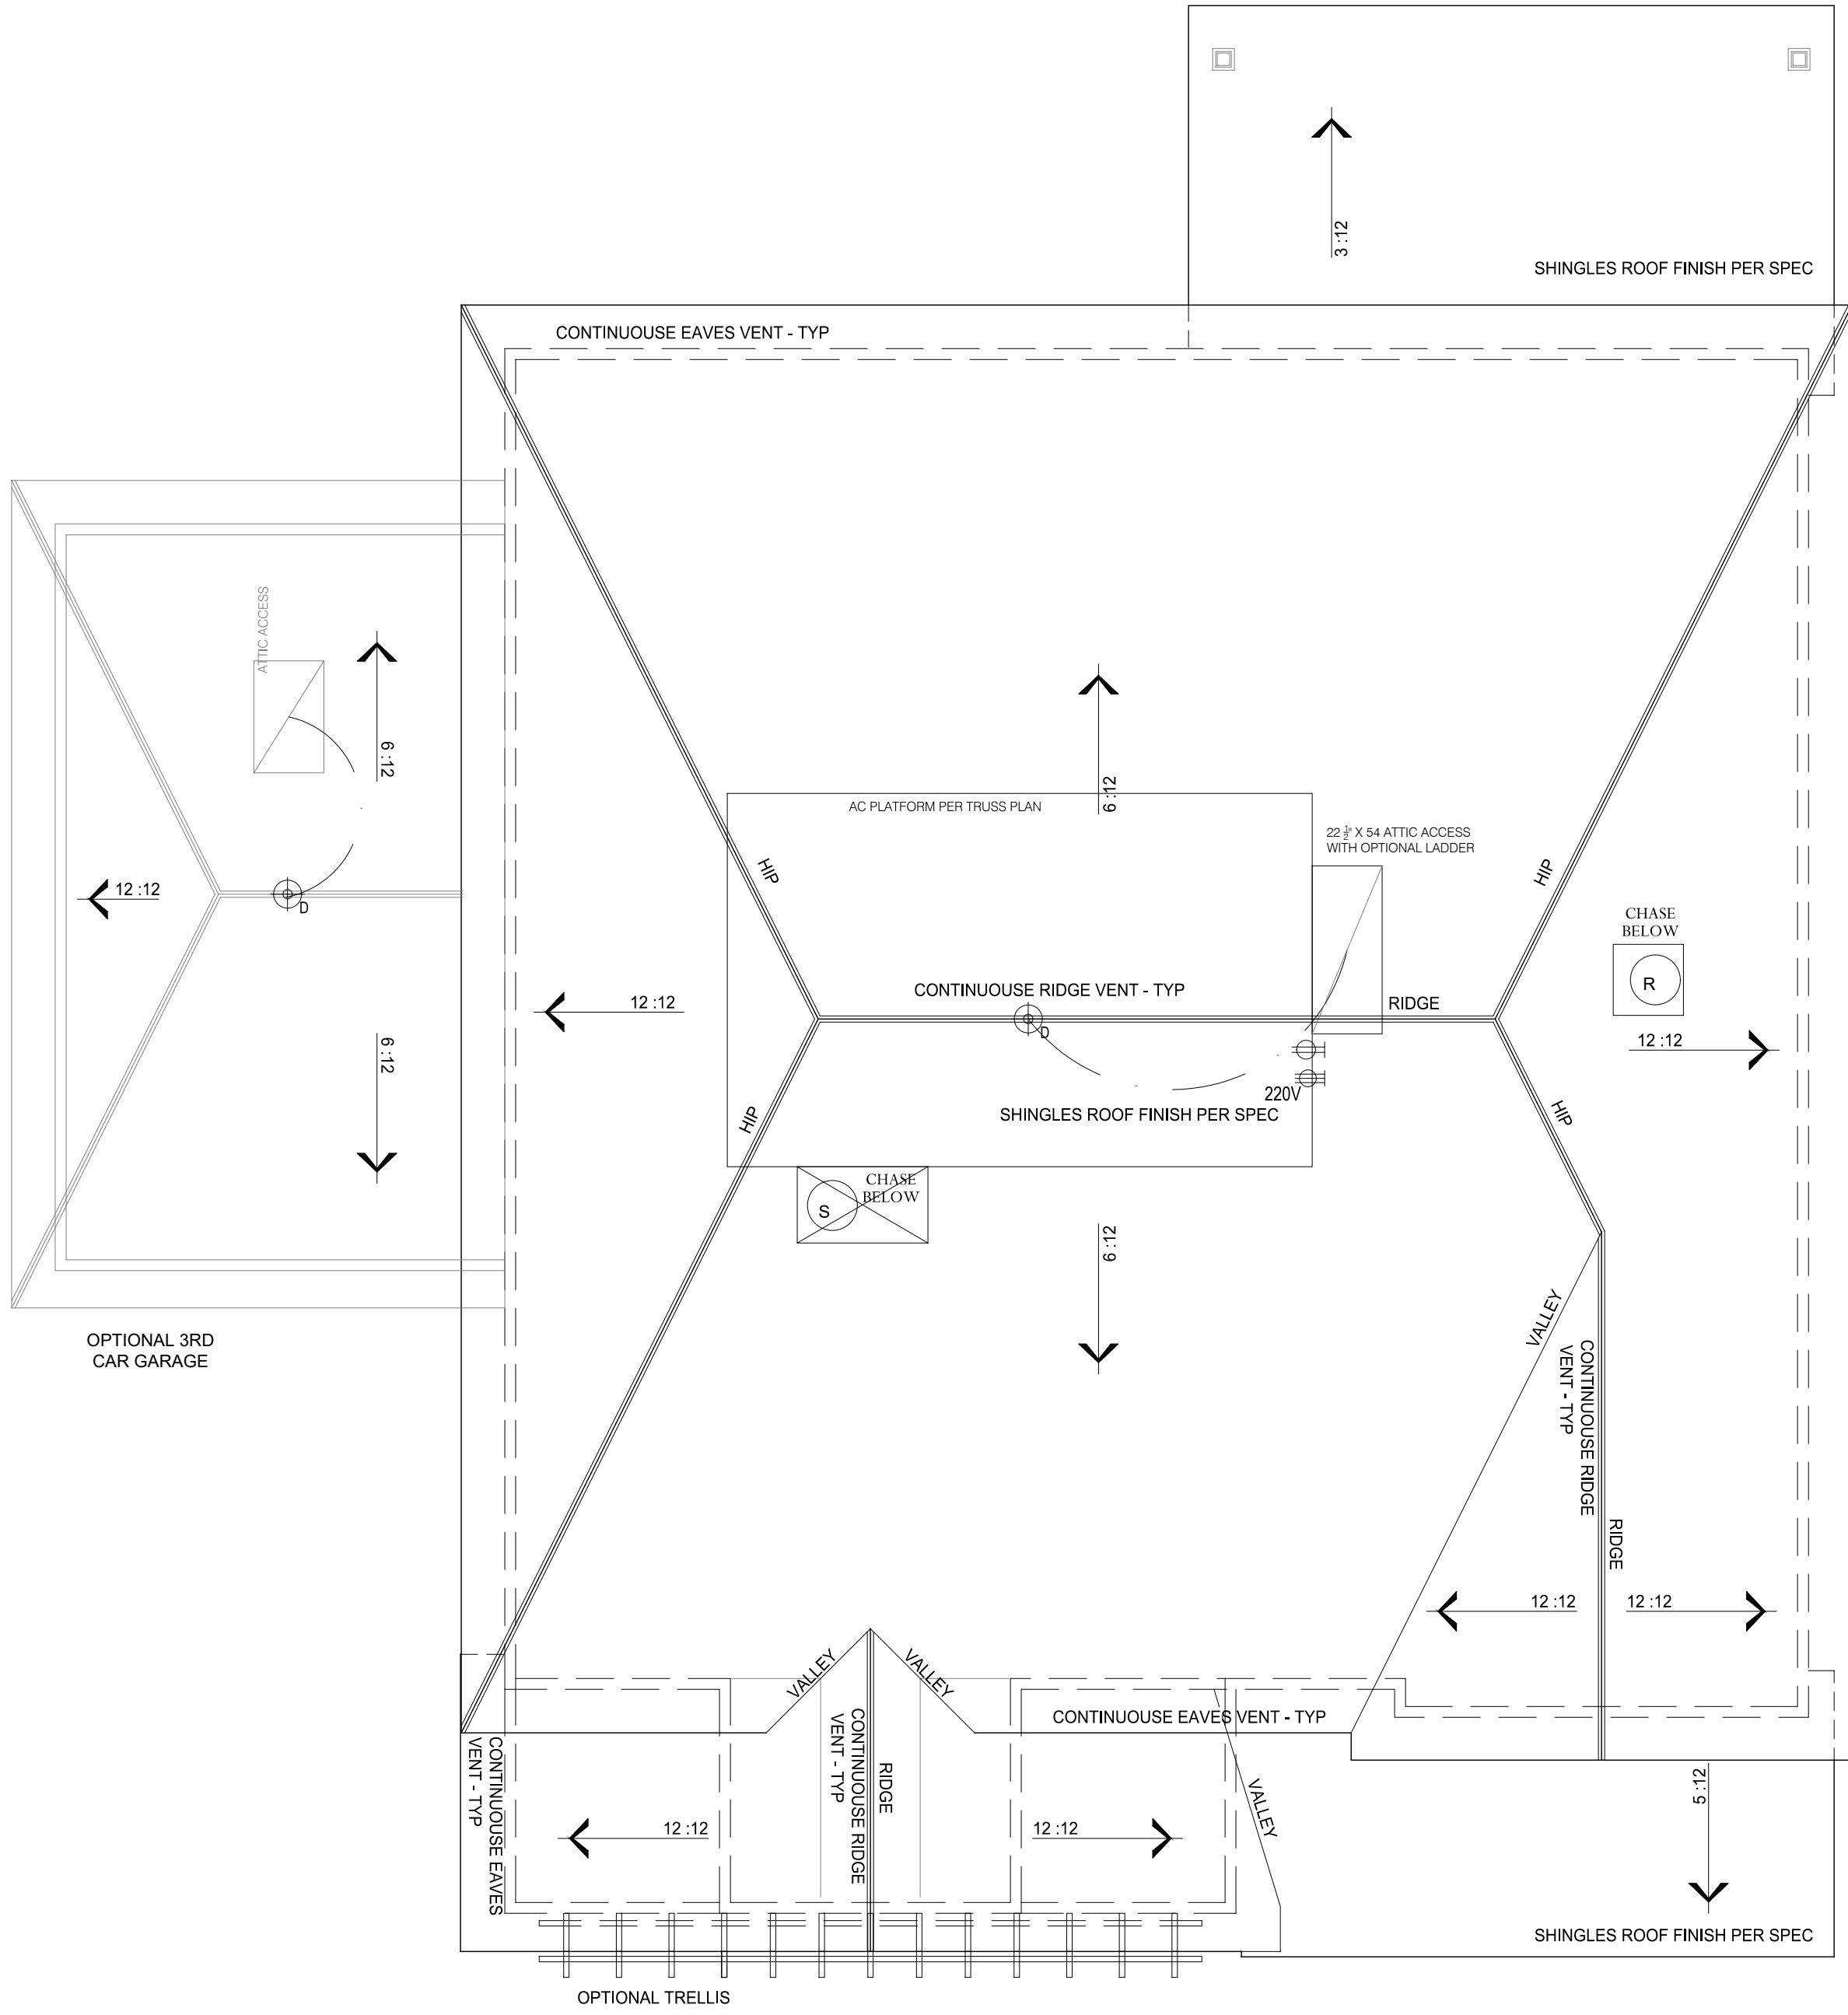 3 :12
SHINGLES ROOF FINISH PER SPEC
CONTINUOUSE EAVES VENT - TYP
ATTIC ACCESS
6 :12
6 :12
AC PLATFORM PER TRUSS PLAN
22 ½" X 54 ATTIC ACCESS
WITH OPTIONAL LADDER
HIP
HIP
12 :12
D
CHASE
BELOW
R
CONTINUOUSE RIDGE VENT - TYP
RIDGE
12 :12
D
12 :12
6 :12
220V
SHINGLES ROOF FINISH PER SPEC
HIP
HIP
CHASE
BELOW
S
6 :12
OPTIONAL 3RD
CAR GARAGE
VALLEY
CONTINUOUSE RIDGE
VENT - TYP
RIDGE
12 :12
12 :12
VALLEY
VALLEY
CONTINUOUSE EAVES VENT - TYP
CONTINUOUSE EAVES
VENT - TYP
CONTINUOUSE RIDGE
VENT - TYP
RIDGE
VALLEY
5 :12
12 :12
12 :12
SHINGLES ROOF FINISH PER SPEC
OPTIONAL TRELLIS